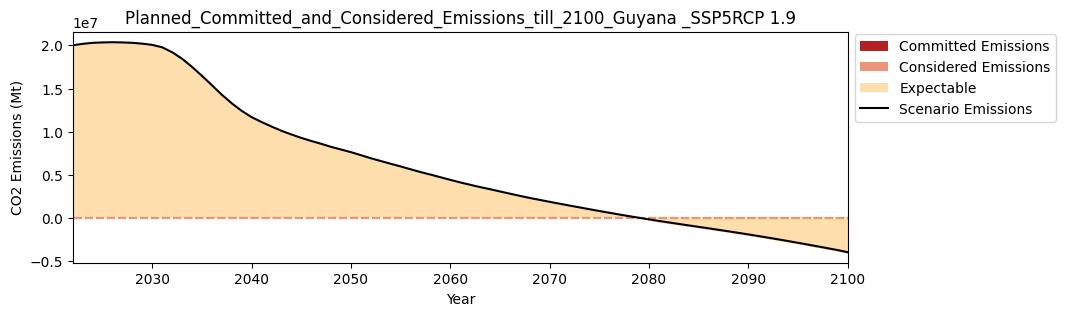 Planned_Committed_and_Considered_Emissions_till_2100_Guyana _SSP5RCP 1.9
1e7
2.0
1.5
1.0
0.5
0.0
−0.5
CO2 Emissions (Mt)
2030 2040 2050 2060 2070 2080 2090 2100
Year
Committed Emissions
Considered Emissions
Expectable
Scenario Emissions